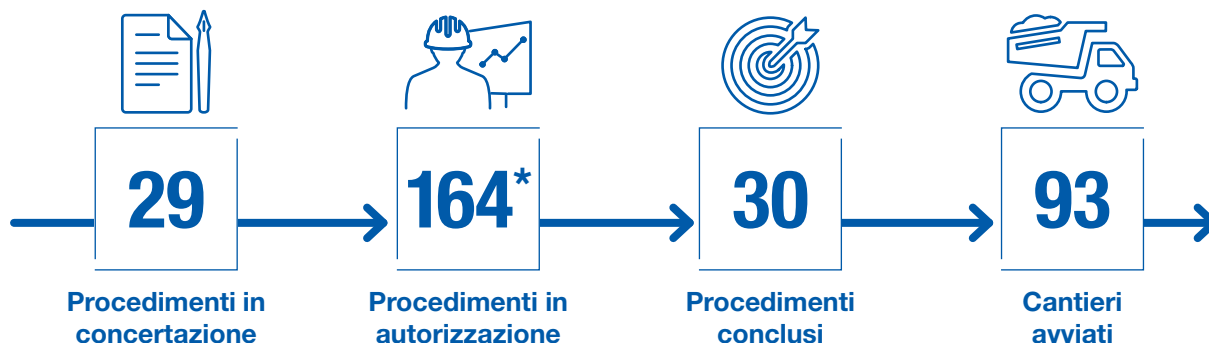 29
164*
30
93
Procedimenti in
concertazione
Procedimenti in
autorizzazione
Procedimenti
conclusi
Cantieri
avviati